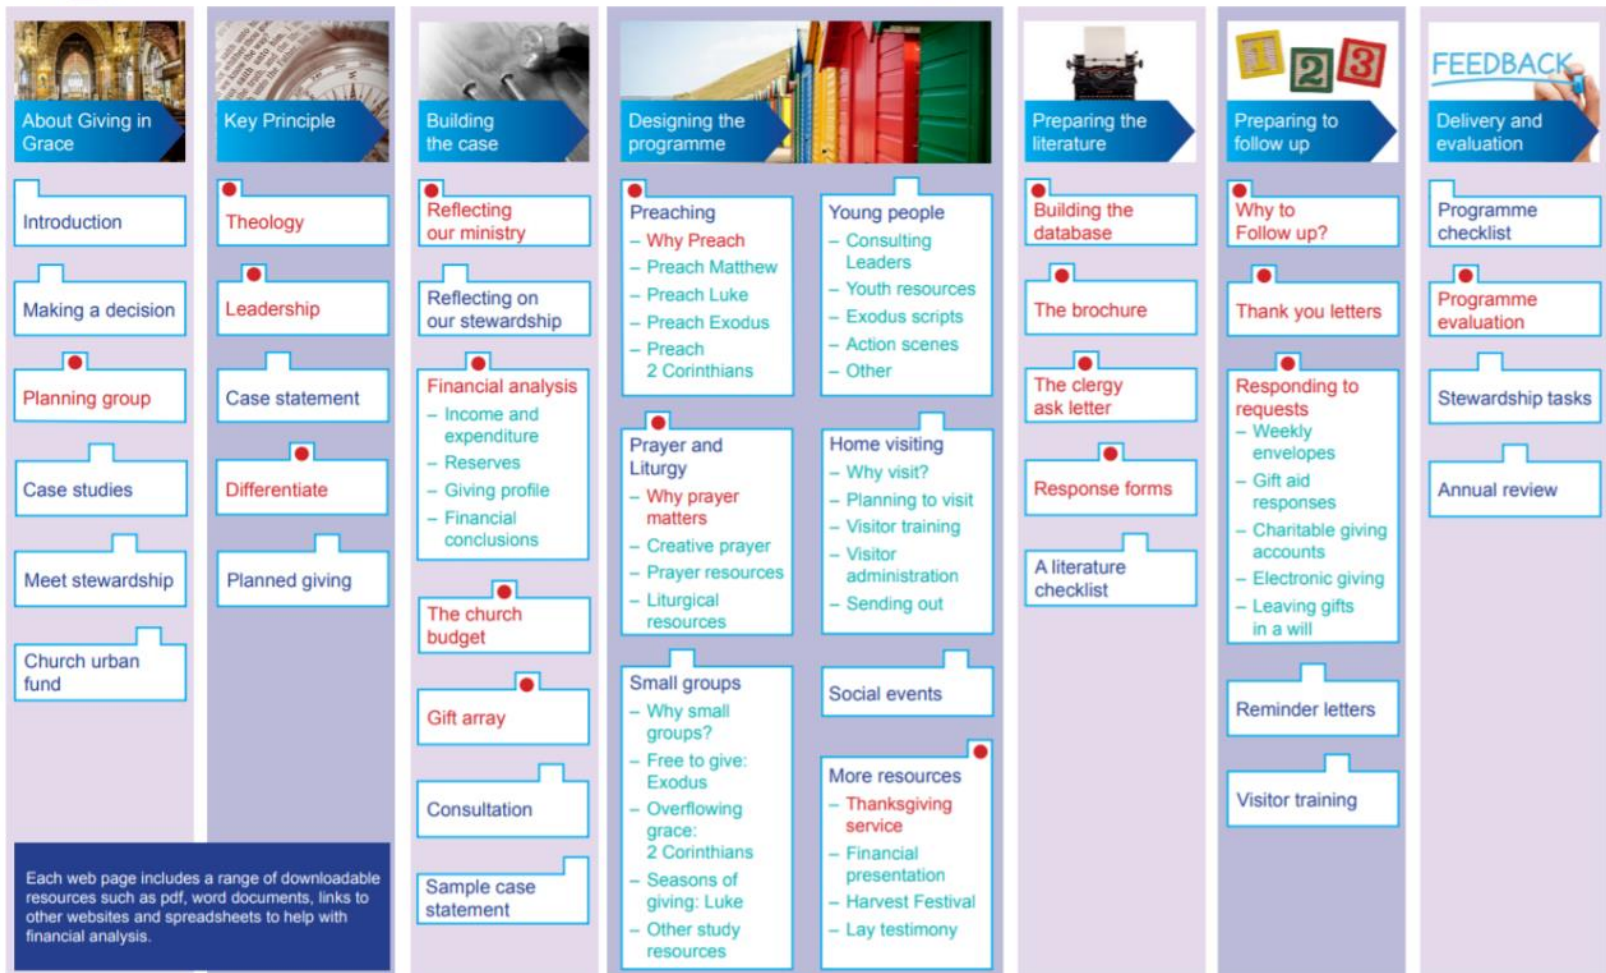 About Giving in
Grace
Introduction
Making a decision
Planning group
Case studies
Meet stewardship
Church urban
fund
Key Principle
Theology
Leadership
Case statement
Differentiate
Planned giving
Each web page includes a range of downloadable
resources such as pdf, word documents, links to
other websites and spreadsheets to help with
financial analysis.
Building
the case
Reflecting
our ministry
Reflecting on
our stewardship
Financial analysis
– Income and
expenditure
– Reserves
– Giving profile
– Financial
conclusions
The church
budget
Gift array
Consultation
Sample case
statement
Designing the
programme
Preaching
– Why Preach
– Preach Matthew
– Preach Luke
– Preach Exodus
– Preach
2 Corinthians
Prayer and
Liturgy
– Why prayer
matters
– Creative prayer
– Prayer resources
– Liturgical
resources
Small groups
– Why small
groups?
– Free to give:
Exodus
– Overflowing
grace:
2 Corinthians
– Seasons of
giving: Luke
– Other study
resources
Young people
– Consulting
Leaders
– Youth resources
– Exodus scripts
– Action scenes
– Other
Home visiting
– Why visit?
– Planning to visit
– Visitor training
– Visitor
administration
– Sending out
Social events
More resources
– Thanksgiving
service
– Financial
presentation
– Harvest Festival
– Lay testimony
Preparing the
literature
Building the
database
The brochure
The clergy
ask letter
Response forms
A literature
checklist
1 2 3
Preparing to
follow up
Why to
Follow up?
Thank you letters
Responding to
requests
– Weekly
envelopes
– Gift aid
responses
– Charitable giving
accounts
– Electronic giving
– Leaving gifts
in a will
Reminder letters
Visitor training
FEEDBACK
Delivery and
evaluation
Programme
checklist
Programme
evaluation
Stewardship tasks
Annual review